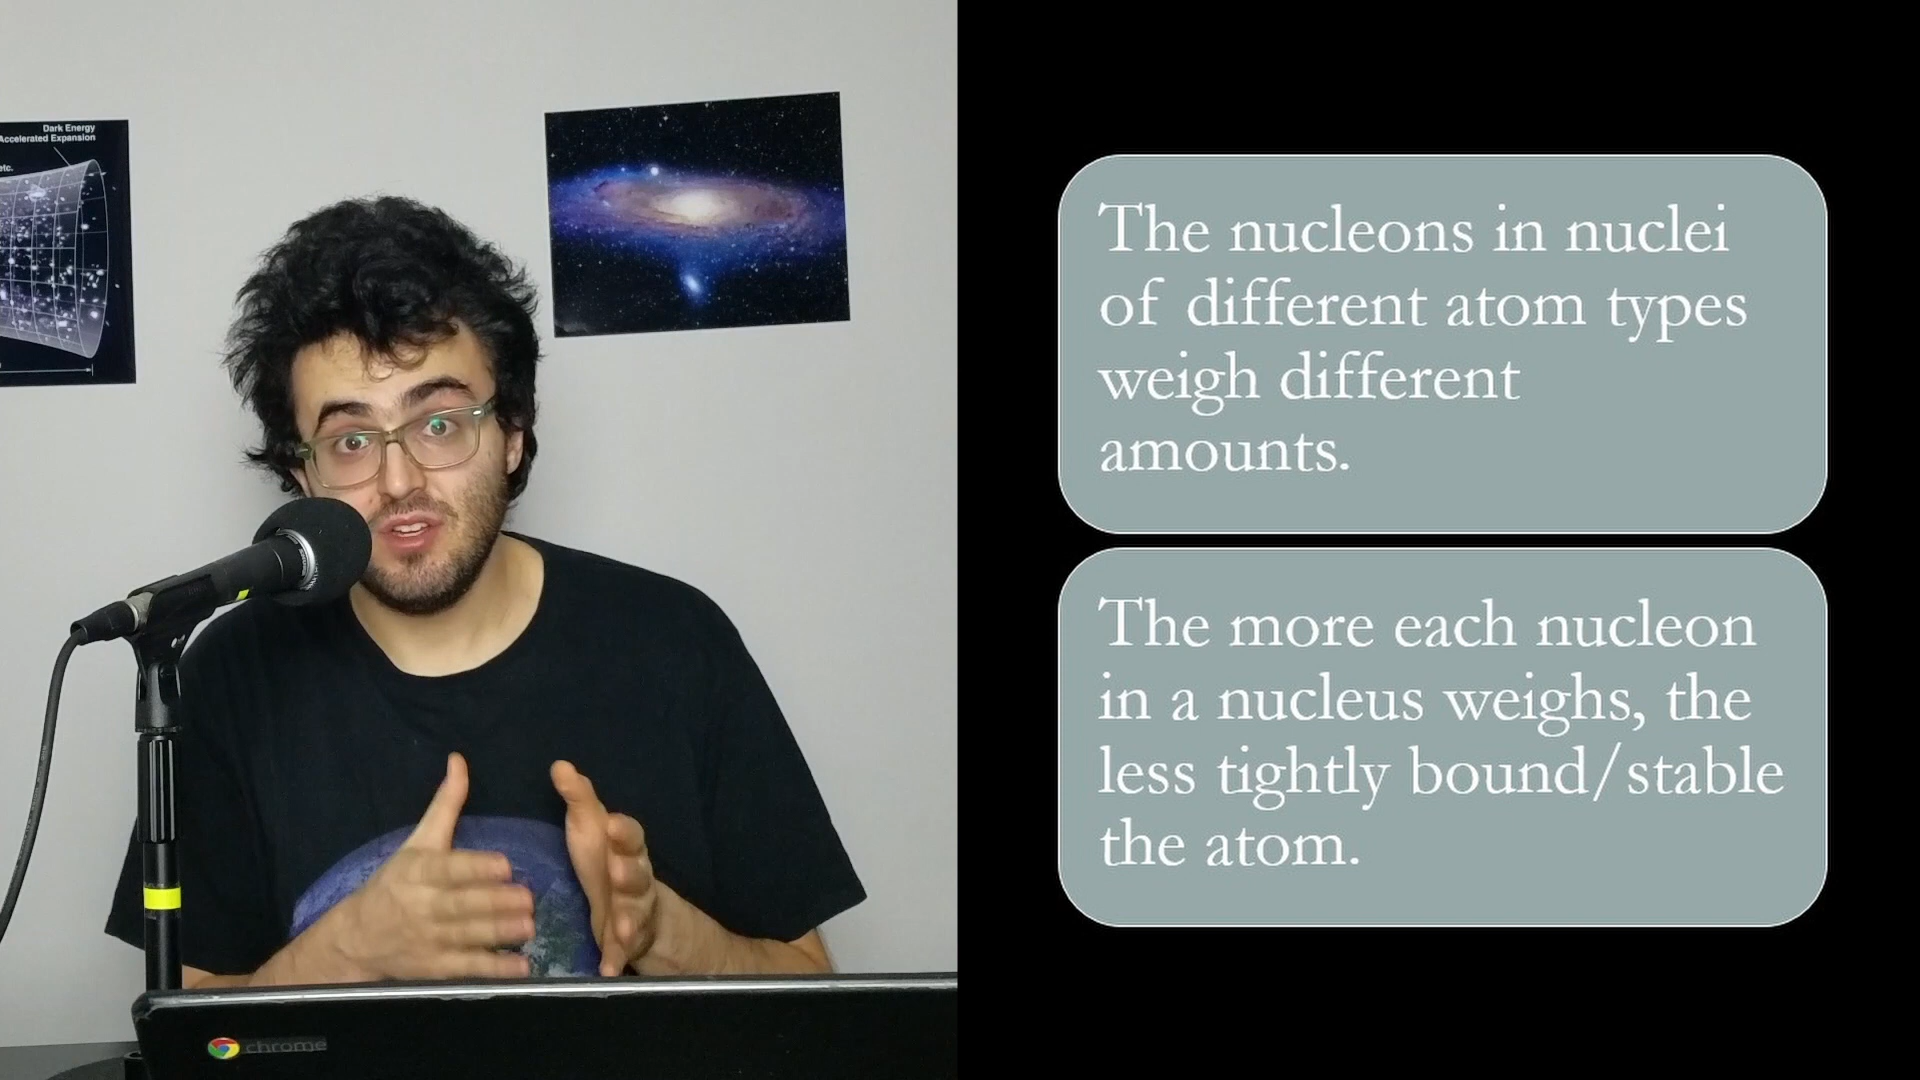 Dark Energy
Accelerated Expansion
etc.
The nucleons in nuclei
of different atom types
weigh different
amounts.
The more each nucleon
in a nucleus weighs, the
less tightly bound/stable
the atom.
chrome